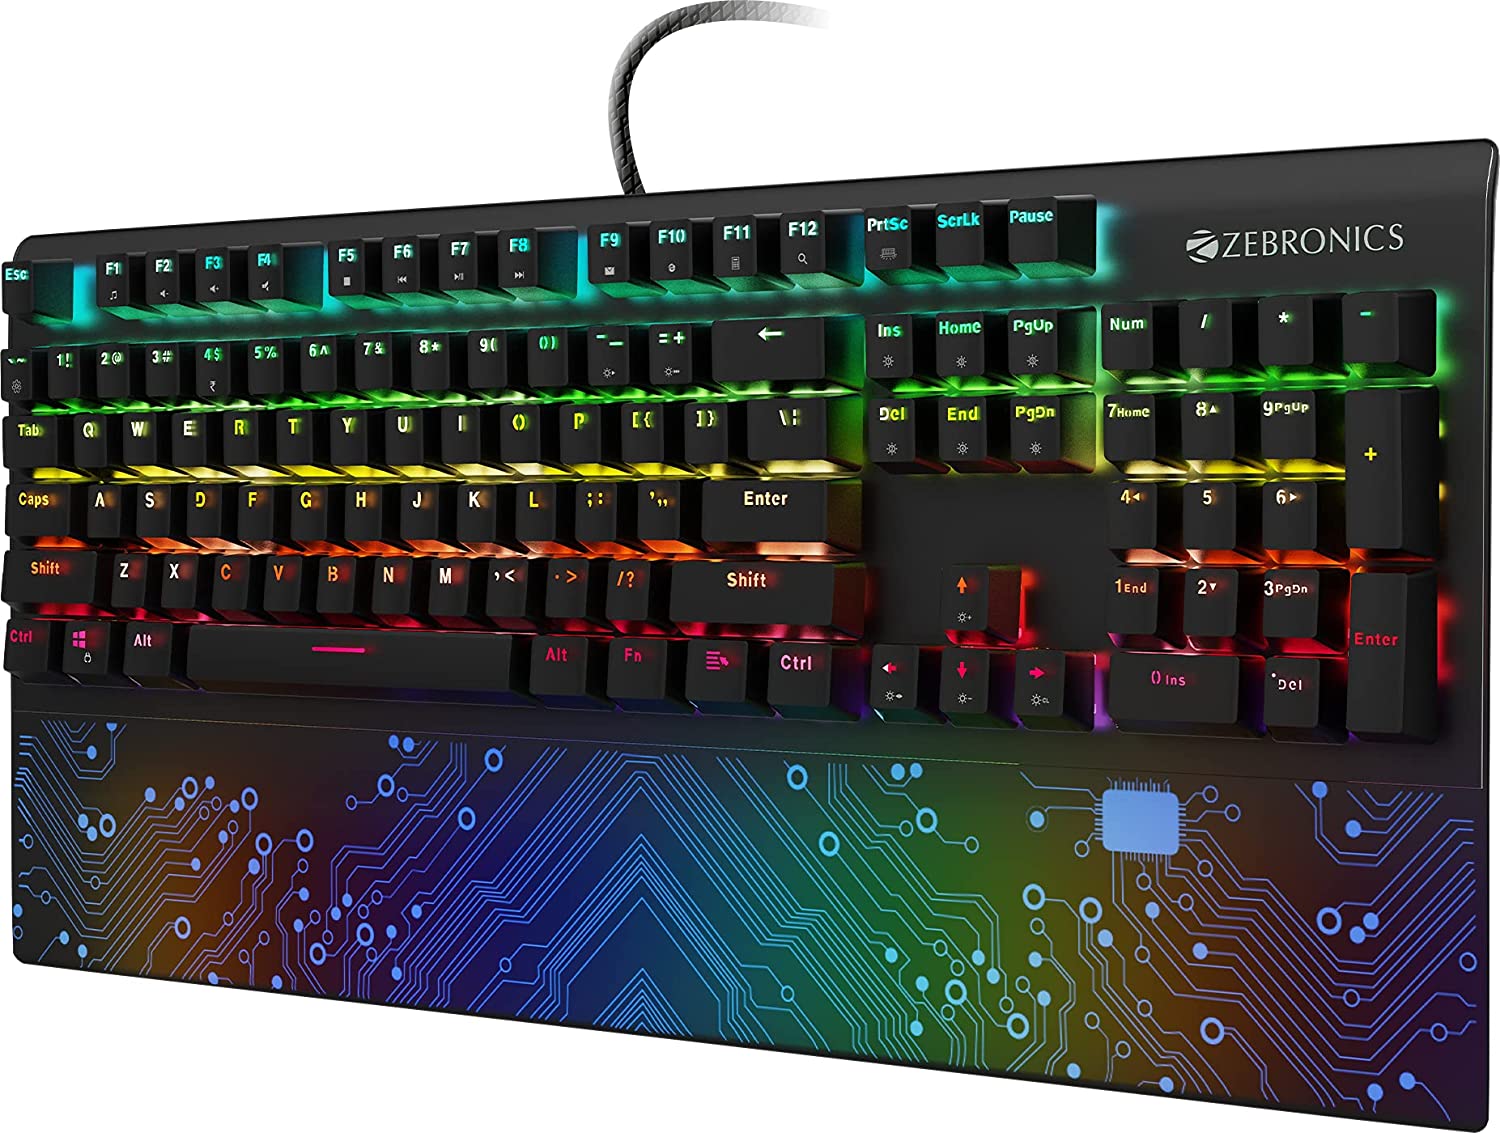 ZEBRONICS
Esc F1 F2 F3 F4 F5 F6 F7 F8 F9 F10 F11 F12 PrtSc ScrLk Pause
1! 2@ 3# 4$ ₹ 5% 6^ 7& 8* 9( 0) -_ =+ ← Ins Home PgUp Num / * -
Tab Q W E R T Y U I O P [{ ]} \¦ Del End PgDn 7Home 8▲ 9PgUp +
Caps A S D F G H J K L ;: '" Enter 4◂ 5 6▸
Shift Z X C V B N M ,< .> /? Shift ↑ 1End 2▼ 3PgDn Enter
Ctrl Alt Alt Fn Ctrl ← ↓ → 0Ins .Del